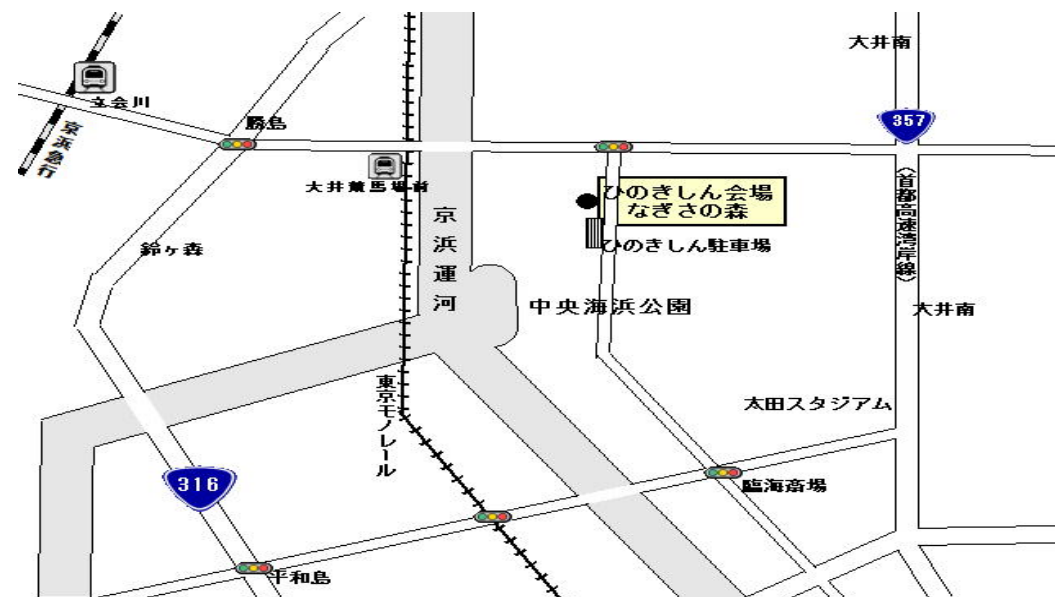 大井南
立会川
357
勝島
京浜急行
大井競馬場前
ひのきしん会場
なぎさの森
<首都高速湾岸線>
京浜運河
鈴ヶ森
ひのきしん駐車場
中央海浜公園
大井南
東京モノレール
太田スタジアム
316
臨海斎場
平和島